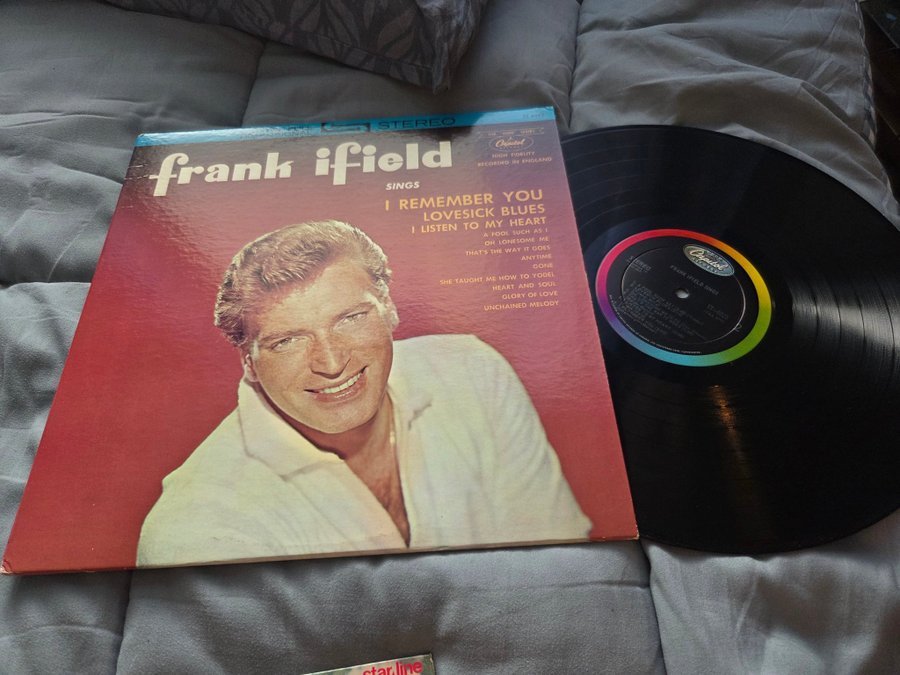 STEREO
frank ifield
Capitol
HIGH FIDELITY
RECORDED IN ENGLAND
SINGS
I REMEMBER YOU
LOVESICK BLUES
I LISTEN TO MY HEART
A FOOL SUCH AS I
OH LONESOME ME
THAT'S THE WAY IT GOES
ANYTIME
GONE
SHE TAUGHT ME HOW TO YODEL
HEART AND SOUL
GLORY OF LOVE
UNCHAINED MELODY
Capitol
FRANK IFIELD SINGS
star line